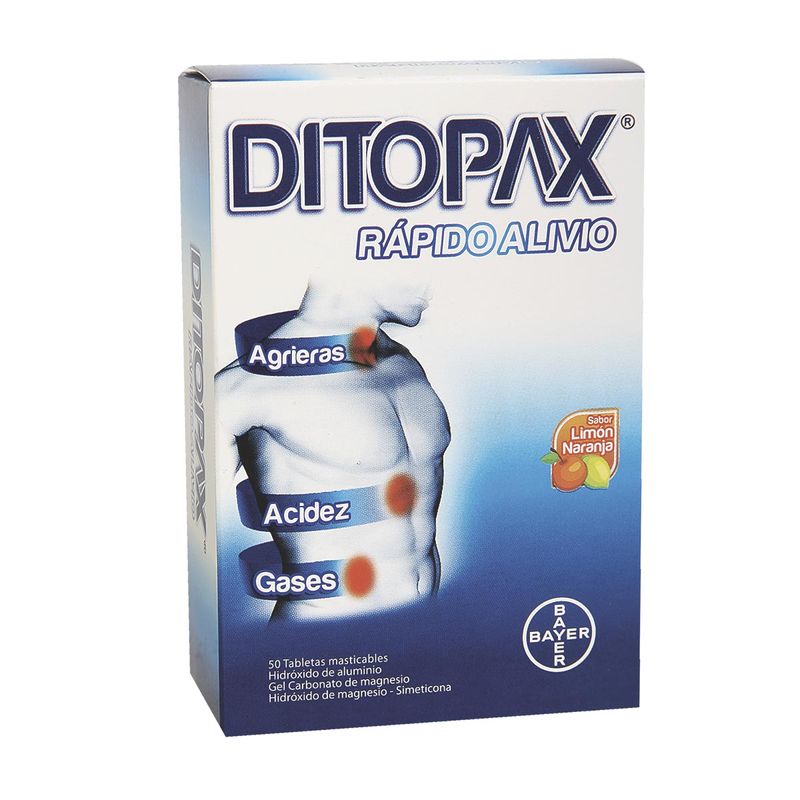 DITOPAX®
RÁPIDO ALIVIO
Agrieras
Sabor
Limón
Naranja
Acidez
Gases
BAYER
BAYER
50 Tabletas masticables
Hidróxido de aluminio
Gel Carbonato de magnesio
Hidróxido de magnesio - Simeticona
DITOPAX